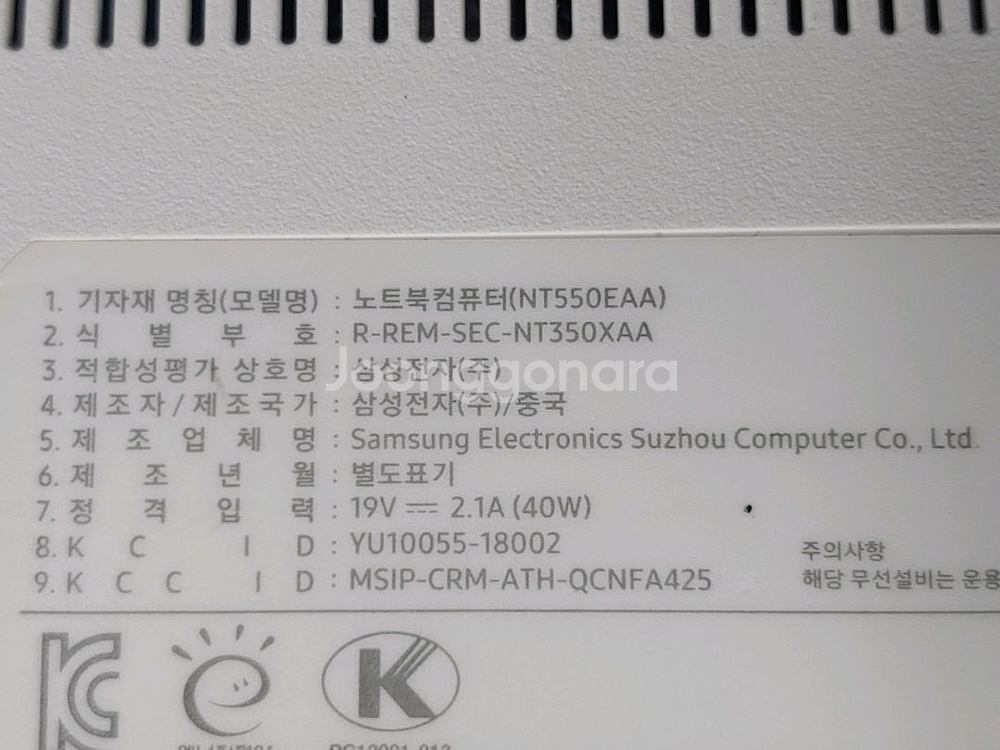 1. 기자재 명칭(모델명) : 노트북컴퓨터(NT550EAA)
2. 식 별 부 호 : R-REM-SEC-NT350XAA
3. 적합성평가 상호명 : 삼성전자(주)
Joonggonara
4. 제조자/제조국가 : 삼성전자(주)/중국
5. 제 조 업 체 명 : Samsung Electronics Suzhou Computer Co., Ltd.
6. 제 조 년 월 : 별도표기
7. 정 격 입 력 : 19V ⎓ 2.1A (40W)
8. K C I D : YU10055-18002
9. K C C I D : MSIP-CRM-ATH-QCNFA425
주의사항
해당 무선설비는 운용
KC
e
K